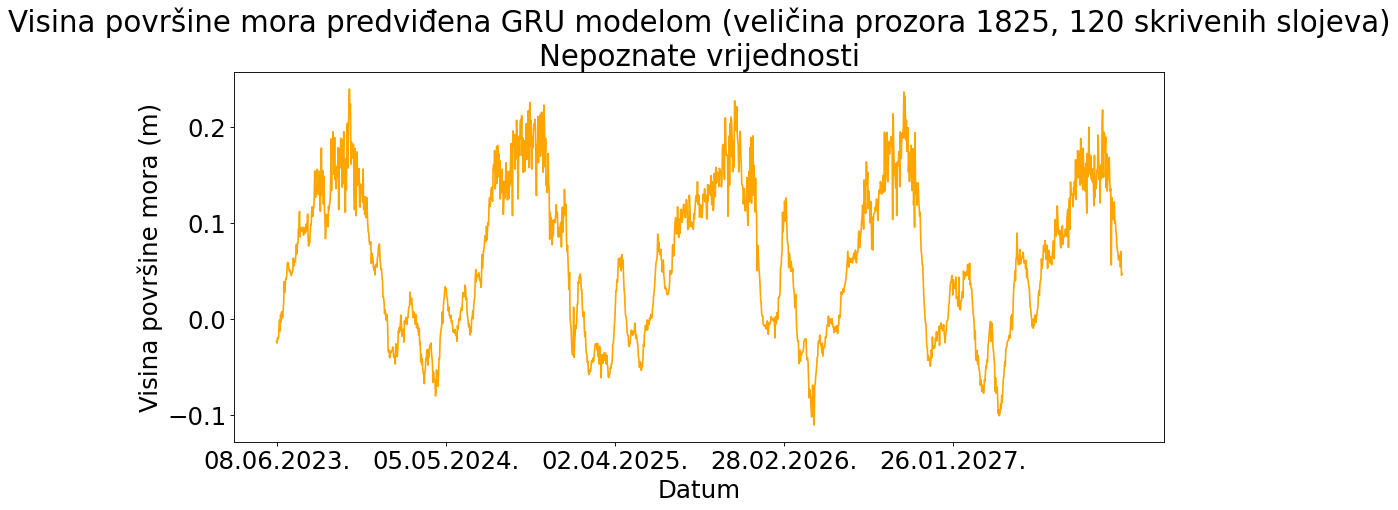 Visina površine mora predviđena GRU modelom (veličina prozora 1825, 120 skrivenih slojeva)
Nepoznate vrijednosti
Visina površine mora (m)
0.2
0.1
0.0
−0.1
08.06.2023. 05.05.2024. 02.04.2025. 28.02.2026. 26.01.2027.
Datum